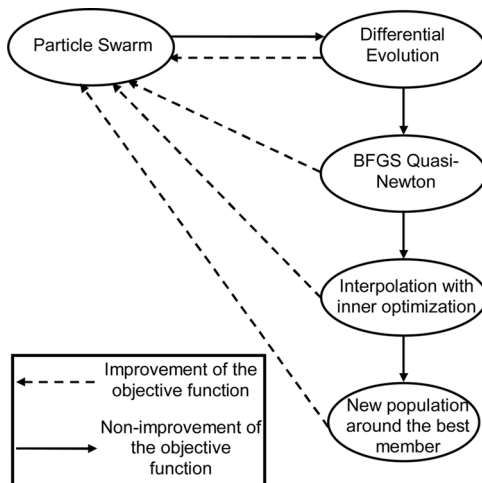 Particle Swarm
Differential
Evolution
BFGS Quasi-
Newton
Interpolation with
inner optimization
New population
around the best
member
Improvement of the
objective function
Non-improvement of
the objective
function